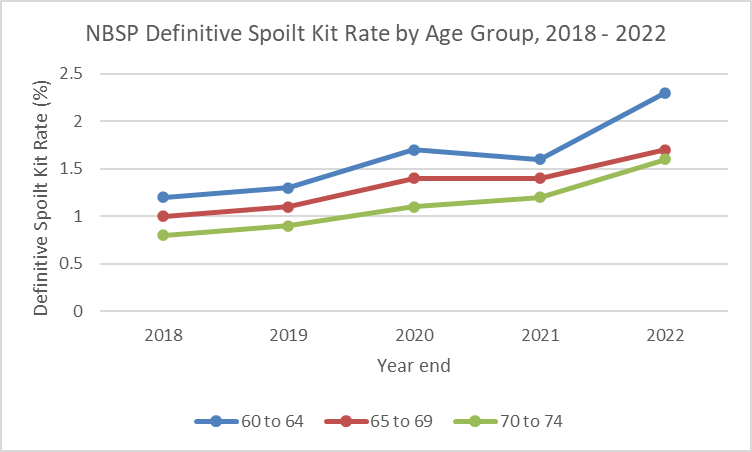 NBSP Definitive Spoilt Kit Rate by Age Group, 2018 - 2022
Definitive Spoilt Kit Rate (%)
2.5
2
1.5
1
0.5
0
2018 2019 2020 2021 2022
Year end
60 to 64 65 to 69 70 to 74